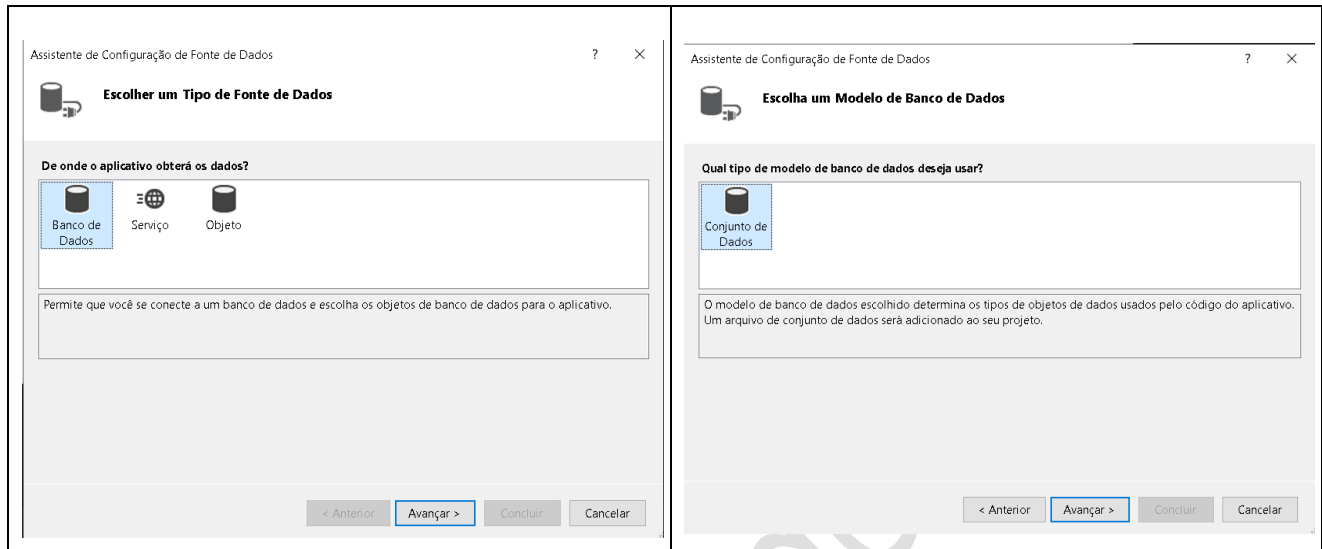 Assistente de Configuração de Fonte de Dados
Escolher um Tipo de Fonte de Dados
De onde o aplicativo obterá os dados?
Banco de
Dados
Serviço
Objeto
Permite que você se conecte a um banco de dados e escolha os objetos de banco de dados para o aplicativo.
< Anterior
Avançar >
Concluir
Cancelar
Assistente de Configuração de Fonte de Dados
Escolha um Modelo de Banco de Dados
Qual tipo de modelo de banco de dados deseja usar?
Conjunto de
Dados
O modelo de banco de dados escolhido determina os tipos de objetos de dados usados pelo código do aplicativo.
Um arquivo de conjunto de dados será adicionado ao seu projeto.
< Anterior
Avançar >
Concluir
Cancelar